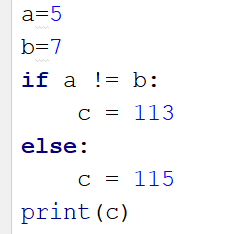 a=5
b=7
if a != b:
    c = 113
else:
    c = 115
print(c)